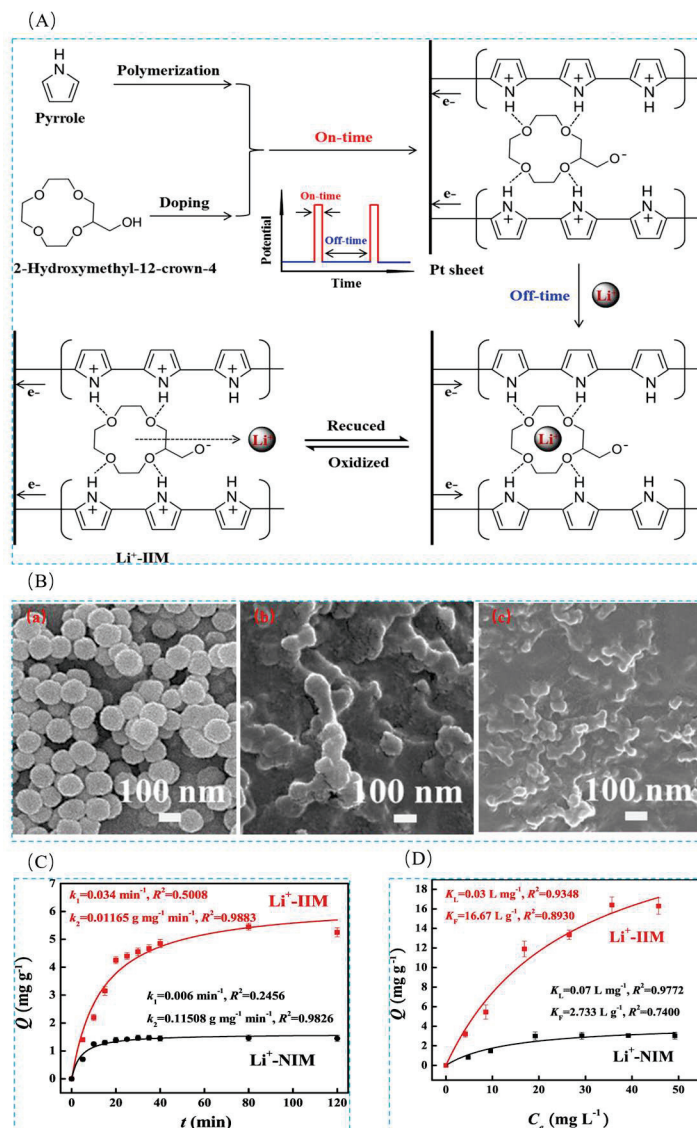 (A)
H
N
Pyrrole
Polymerization
On-time
O
O
O
O
OH
2-Hydroxymethyl-12-crown-4
Doping
Potential
On-time
Off-time
Time
e-
N
+
H
N
+
H
N
+
H
O
O
O
O
O-
e-
H
N
+
H
N
+
H
N
+
Pt sheet
Off-time
Li+
e-
N
+
H
N
+
H
N
+
H
O
O
O
O
O-
Li+
e-
H
N
+
H
N
+
H
N
+
Li+-IIM
Recuced
Oxidized
e-
N
H
N
H
N
H
O
O
O
O
O-
Li+
e-
H
N
H
N
H
N
(B)
(a)
100 nm
(b)
100 nm
(c)
100 nm
(C)
k1=0.034 min-1, R2=0.5008
k2=0.01165 g mg-1 min-1, R2=0.9883
Li+-IIM
k1=0.006 min-1, R2=0.2456
k2=0.11508 g mg-1 min-1, R2=0.9826
Li+-NIM
Q (mg g-1)
7
6
5
4
3
2
1
0
0 20 40 60 80 100 120
t (min)
(D)
KL=0.03 L mg-1, R2=0.9348
KF=16.67 L g-1, R2=0.8930
Li+-IIM
KL=0.07 L mg-1, R2=0.9772
KF=2.733 L g-1, R2=0.7400
Li+-NIM
Q (mg g-1)
18
16
14
12
10
8
6
4
2
0
0 10 20 30 40 50
Ce (mg L-1)